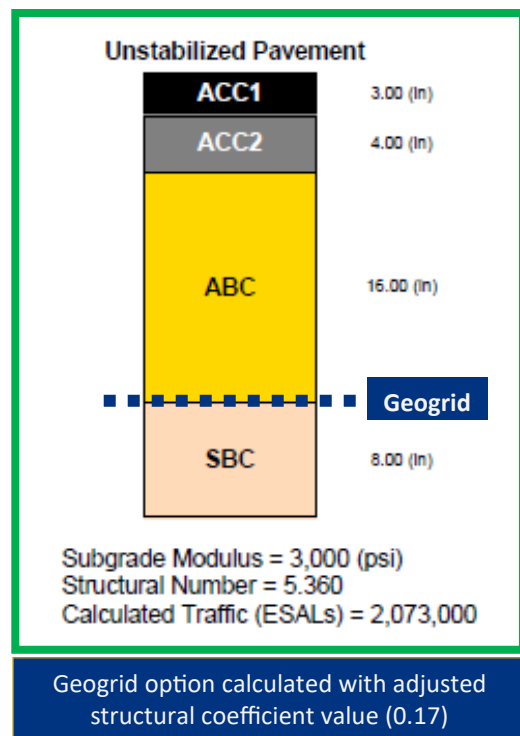 Unstabilized Pavement
ACC1 3.00 (In)
ACC2 4.00 (In)
ABC 16.00 (In)
Geogrid
SBC 8.00 (In)
Subgrade Modulus = 3,000 (psi)
Structural Number = 5.360
Calculated Traffic (ESALs) = 2,073,000
Geogrid option calculated with adjusted
structural coefficient value (0.17)